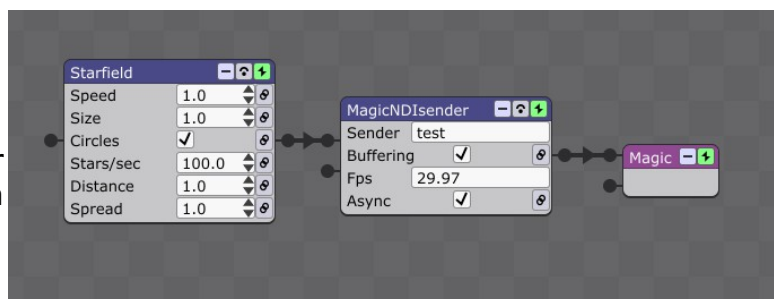 Starfield
Speed 1.0
Size 1.0
Circles
Stars/sec 100.0
Distance 1.0
Spread 1.0
MagicNDIsender
Sender test
Buffering
Fps 29.97
Async
Magic